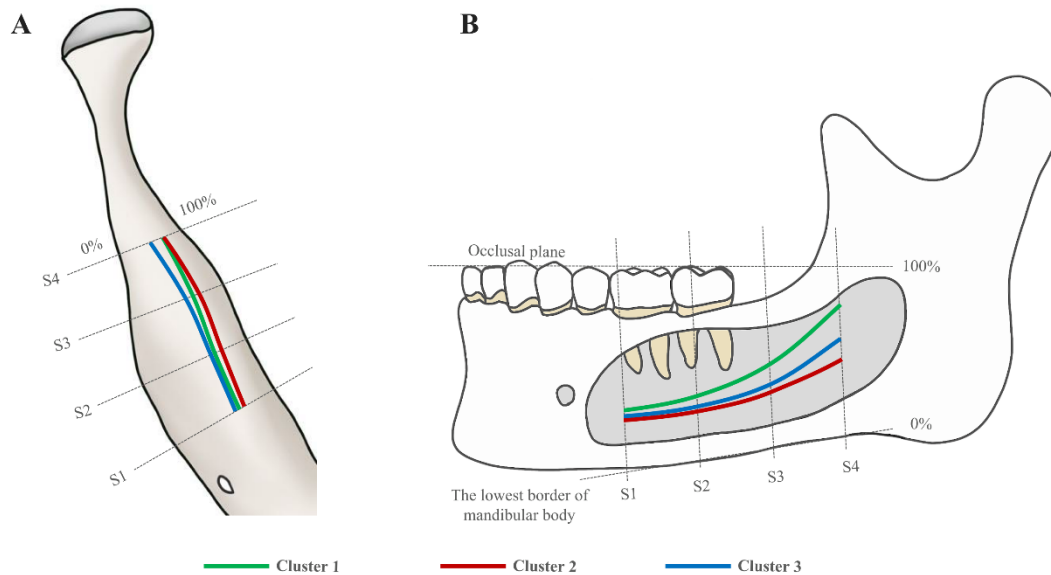 A
B
100%
0%
S4
S3
S2
S1
Occlusal plane
100%
0%
S1
S2
S3
S4
The lowest border of
mandibular body
Cluster 1
Cluster 2
Cluster 3